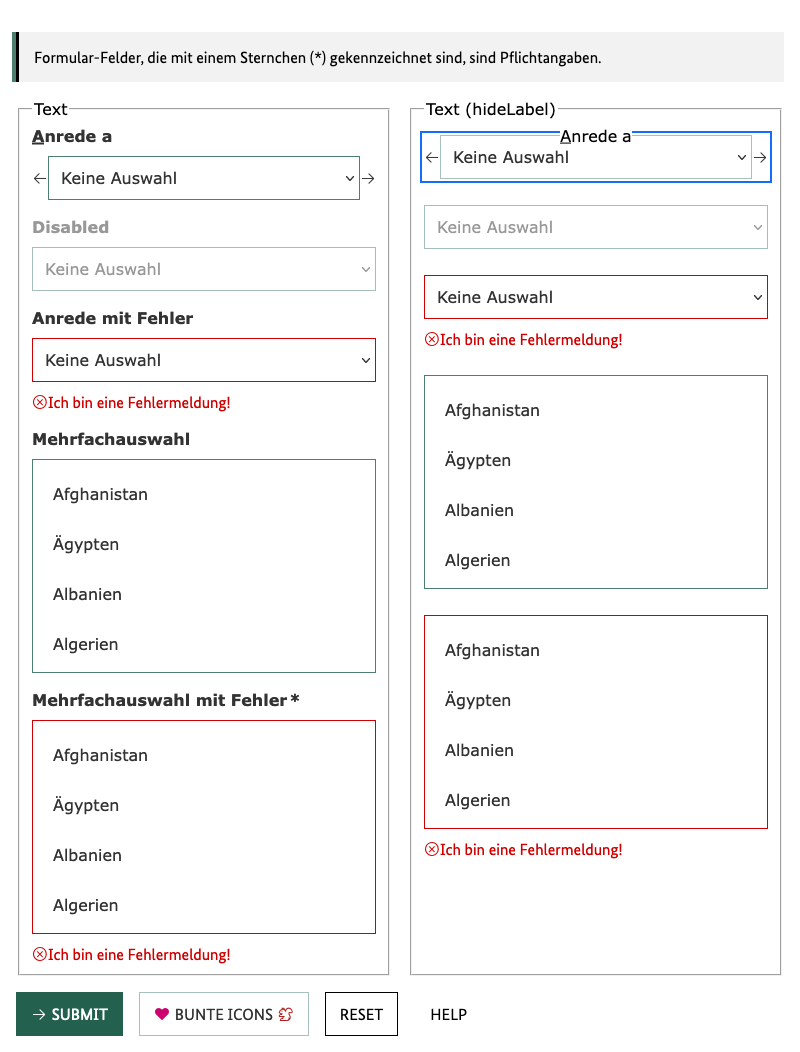 Formular-Felder, die mit einem Sternchen (*) gekennzeichnet sind, sind Pflichtangaben.
Text
Anrede a
Keine Auswahl
Disabled
Keine Auswahl
Anrede mit Fehler
Keine Auswahl
Ich bin eine Fehlermeldung!
Mehrfachauswahl
Afghanistan
Ägypten
Albanien
Algerien
Mehrfachauswahl mit Fehler*
Afghanistan
Ägypten
Albanien
Algerien
Ich bin eine Fehlermeldung!
Text (hideLabel)
Anrede a
Keine Auswahl
Keine Auswahl
Keine Auswahl
Ich bin eine Fehlermeldung!
Afghanistan
Ägypten
Albanien
Algerien
Afghanistan
Ägypten
Albanien
Algerien
Ich bin eine Fehlermeldung!
SUBMIT
BUNTE ICONS
RESET
HELP